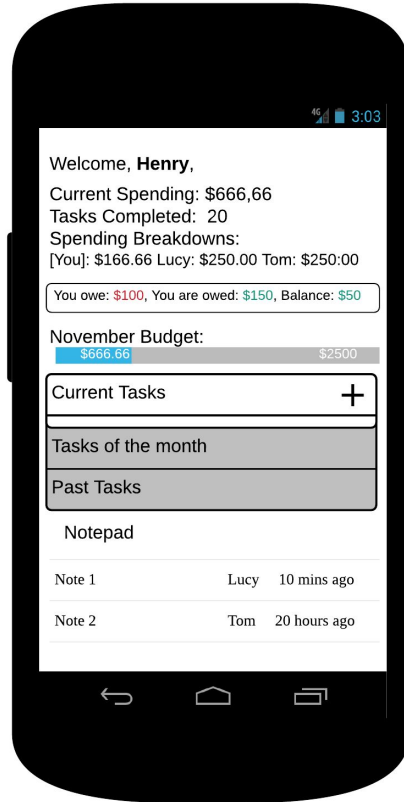 4G 3:03
Welcome, Henry,
Current Spending: $666,66
Tasks Completed: 20
Spending Breakdowns:
[You]: $166.66 Lucy: $250.00 Tom: $250:00
You owe: $100, You are owed: $150, Balance: $50
November Budget:
$666.66 $2500
Current Tasks +
Tasks of the month
Past Tasks
Notepad
Note 1 Lucy 10 mins ago
Note 2 Tom 20 hours ago